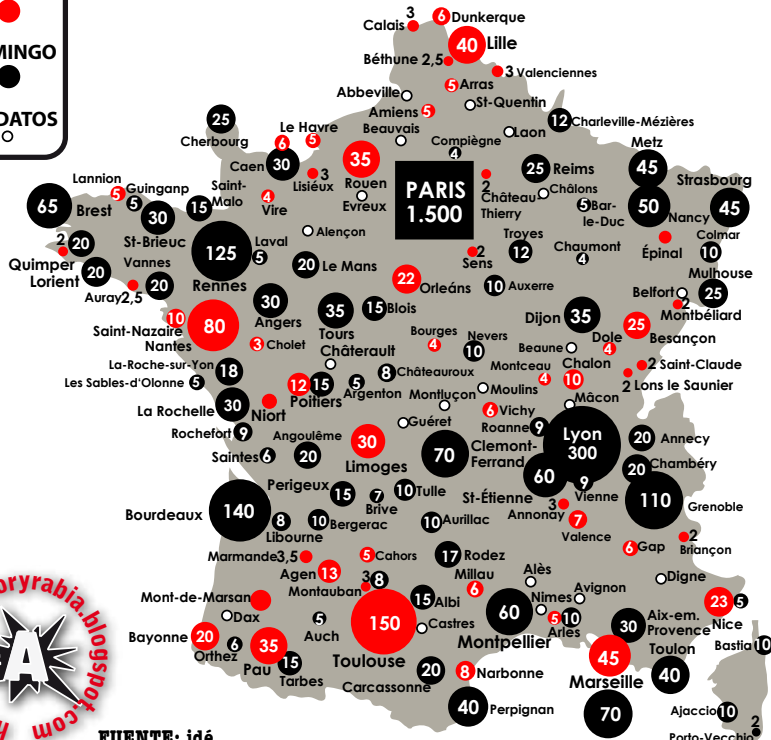 MINGO
DATOS
3
Calais
6 Dunkerque
40 Lille
Béthune 2,5
3 Valenciennes
5 Arras
Abbeville
St-Quentin
Amiens 5
12 Charleville-Mézières
25
Cherbourg
Le Havre
6 5
Beauvais
Laon
Compiègne
4
Metz
45
Caen 30
35
Rouen
3
Lisiéux
Evreux
PARIS
1.500
2
Château-
Thierry
25 Reims
Châlons
5 Bar-
le-Duc
50
Nancy
Strasbourg
45
Lannion
5
Guinganp
5
65 Brest
30
St-Brieuc
15
Saint-
Malo
4
Vire
Alençon
2 20
Quimper
Lorient
20
Vannes
20
Auray 2,5
125
Rennes
Laval
5
20 Le Mans
2
Sens
Troyes
12
Chaumont
4
Épinal
Colmar
10
Mulhouse
25
Belfort
2
Montbéliard
22 Orleáns
10 Auxerre
10
Saint-Nazaire
80
Nantes
30
Angers
35
Tours
15 Blois
Dijon 35
25
Besançon
3 Cholet
Bourges
4
Nevers
10
Beaune
Dole
4
La-Roche-sur-Yon 18
Les Sables-d'Olonne 5
Châterault
8 Châteauroux
12 15
Poitiers
5
Argenton
Montceau
4
Chalon
10
2 Saint-Claude
2 Lons le Saunier
La Rochelle 30
Niort
Montluçon
Moulins
Mâcon
6 Vichy
Rochefort 9
Guéret
Roanne 9
Lyon
300
20 Annecy
Saintes 6
Angoulême
20
30
Limoges
70 Clemont-
Ferrand
60
St-Étienne
9
Vienne
20 Chambéry
110
Grenoble
Perigeux
15
7
Brive
10 Tulle
Bourdeaux 140
8
Libourne
10
Bergerac
10 Aurillac
3
Annonay
7
Valence
2
Briançon
6 Gap
Marmande 3,5
5 Cahors
17 Rodez
Agen 13
3 8
Montauban
Millau
6
Alès
Digne
Mont-de-Marsan
Dax
15 Albi
Castres
Nimes
Avignon
5 10
Arles
23 5
Nice
Bayonne 20
6
Orthez
35
Pau
5
Auch
150
Toulouse
60
Montpellier
30 Aix-em.
Provence
Bastia 10
15
Tarbes
20
Carcassonne
8 Narbonne
45
Marseille
70
Toulon
40
40 Perpignan
Ajaccio 10
2
Porto-Vecchio
oryrabia.blogspot.com
A
FUENTE: idé